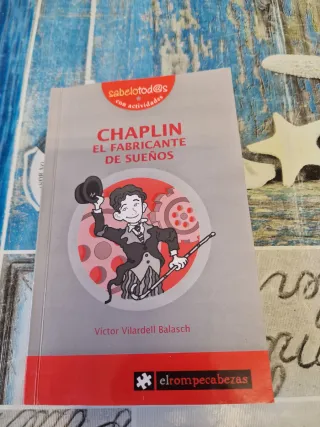 sabelotod@s
con actividades
CHAPLIN
EL FABRICANTE
DE SUEÑOS
Víctor Vilardell Balasch
elrompecabezas